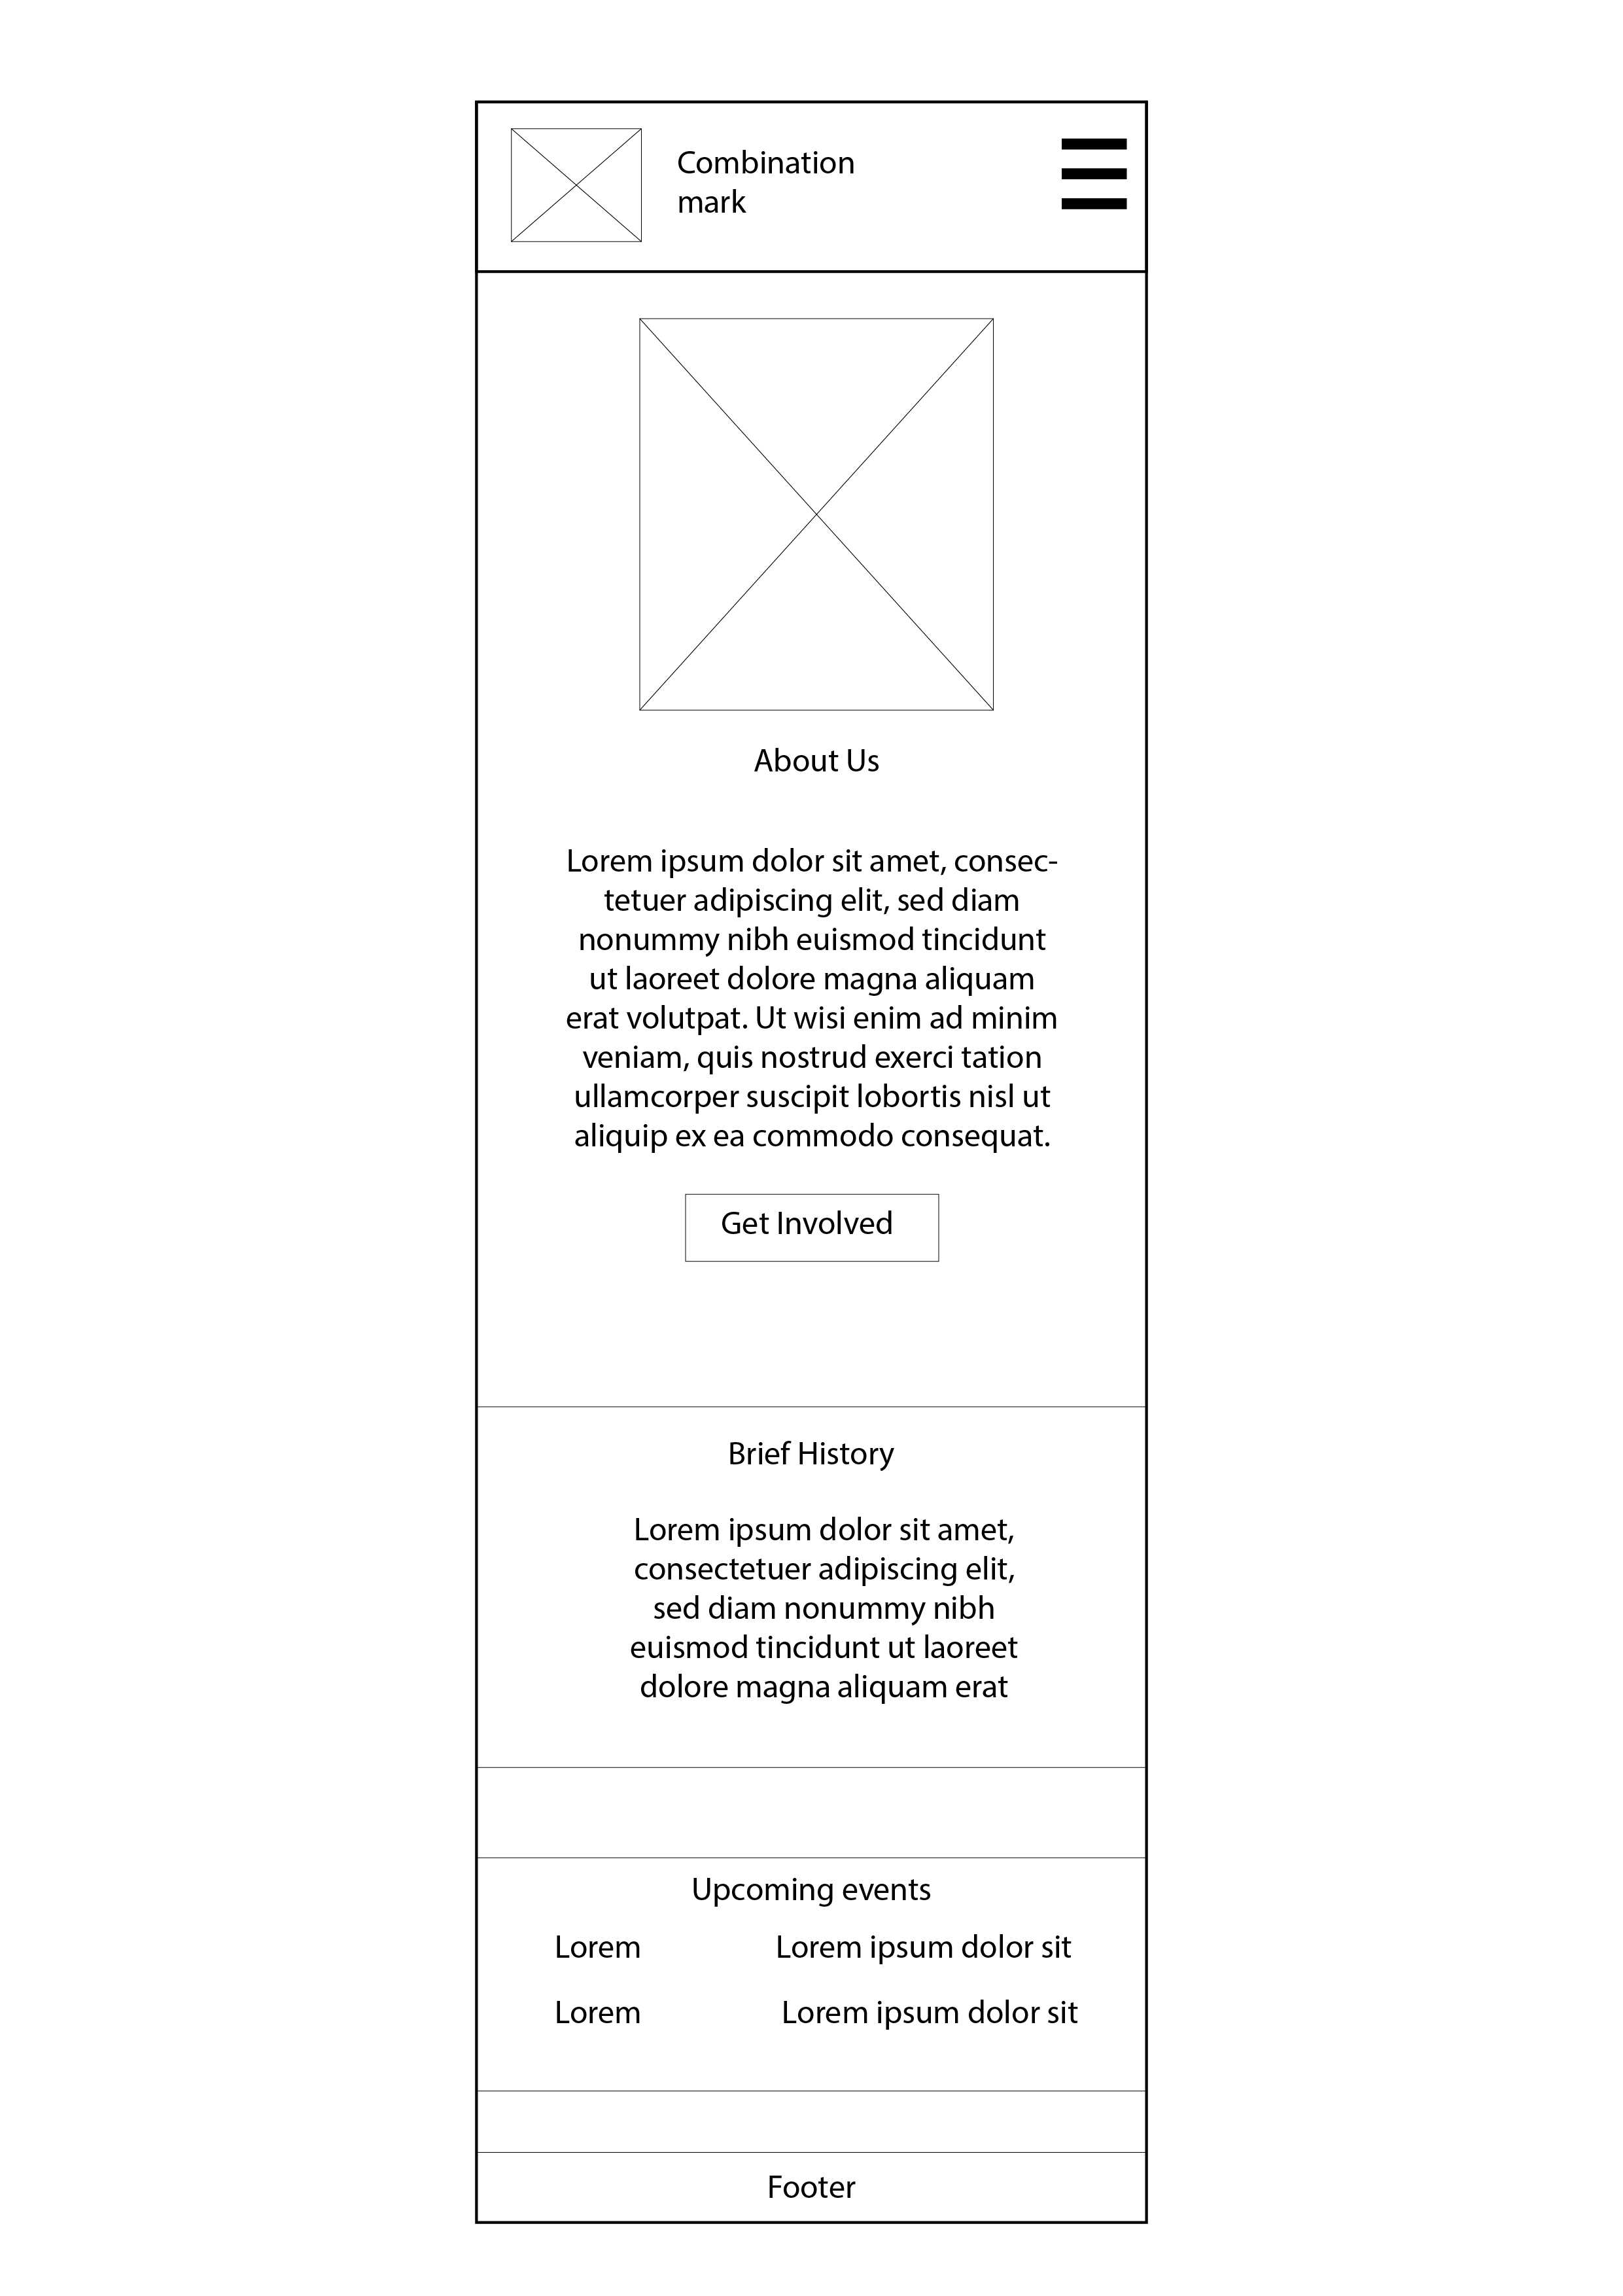 Combination
mark
About Us
Lorem ipsum dolor sit amet, consec-
tetuer adipiscing elit, sed diam
nonummy nibh euismod tincidunt
ut laoreet dolore magna aliquam
erat volutpat. Ut wisi enim ad minim
veniam, quis nostrud exerci tation
ullamcorper suscipit lobortis nisl ut
aliquip ex ea commodo consequat.
Get Involved
Brief History
Lorem ipsum dolor sit amet,
consectetuer adipiscing elit,
sed diam nonummy nibh
euismod tincidunt ut laoreet
dolore magna aliquam erat
Upcoming events
Lorem Lorem ipsum dolor sit
Lorem Lorem ipsum dolor sit
Footer